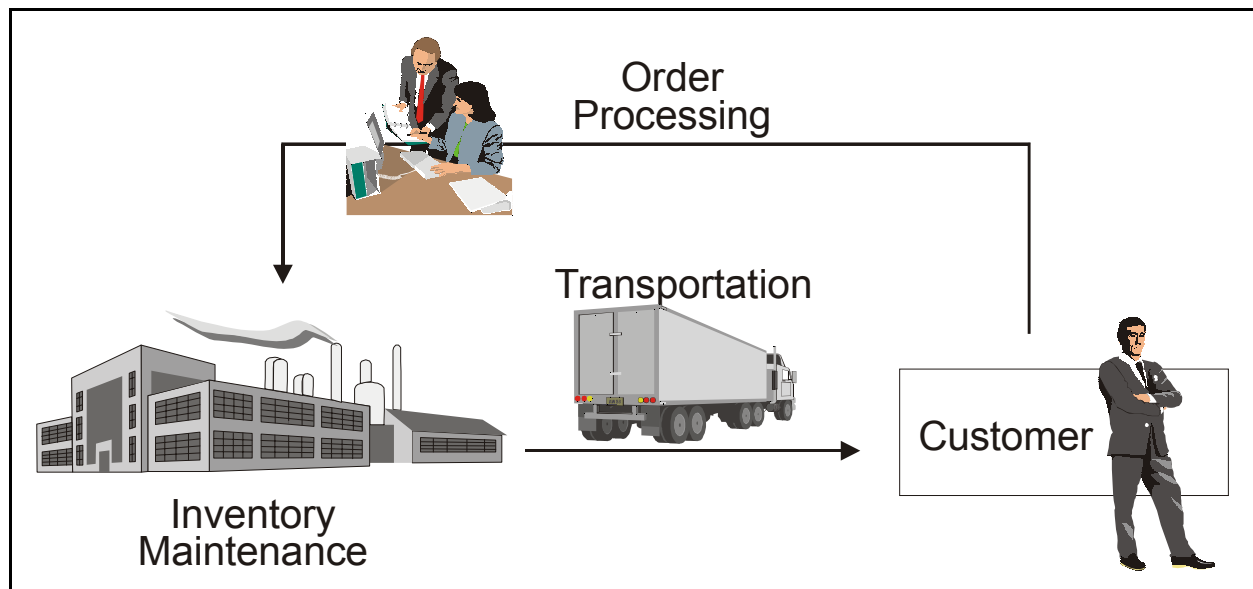 Order
Processing
Transportation
Customer
Inventory
Maintenance